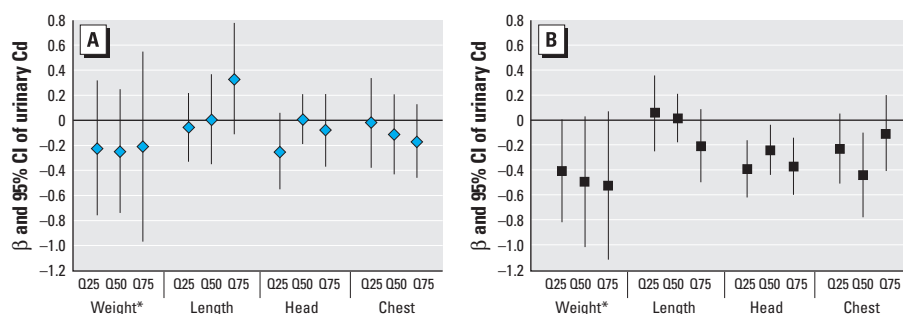 A
β and 95% CI of urinary Cd
0.8
0.6
0.4
0.2
0
–0.2
–0.4
–0.6
–0.8
–1.0
–1.2
Q25 Q50 Q75 Q25 Q50 Q75 Q25 Q50 Q75 Q25 Q50 Q75
Weight* Length Head Chest
B
β and 95% CI of urinary Cd
0.8
0.6
0.4
0.2
0
–0.2
–0.4
–0.6
–0.8
–1.0
–1.2
Q25 Q50 Q75 Q25 Q50 Q75 Q25 Q50 Q75 Q25 Q50 Q75
Weight* Length Head Chest